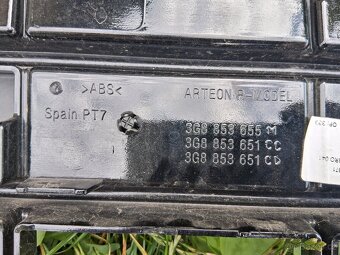 >ABS<
ARTEON R-MODEL
Spain PT7
3G8 853 655 M
3G8 853 651 CC
3G8 853 651 CD